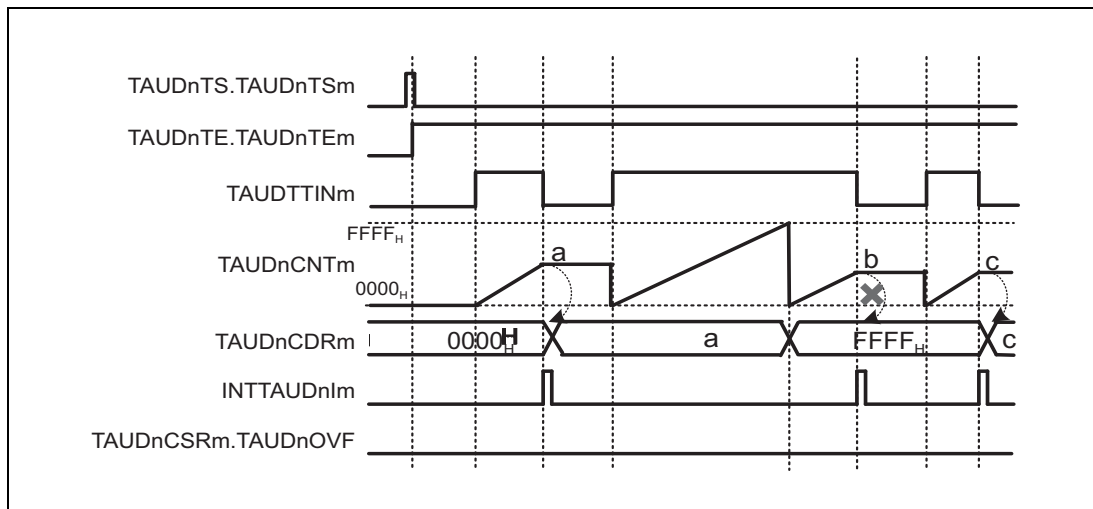 TAUDnTS.TAUDnTSm
TAUDnTE.TAUDnTEm
TAUDTTINm
FFFFH
TAUDnCNTm
a
b
c
0000H
TAUDnCDRm
0000H
a
FFFFH
c
INTTAUDnIm
TAUDnCSRm.TAUDnOVF